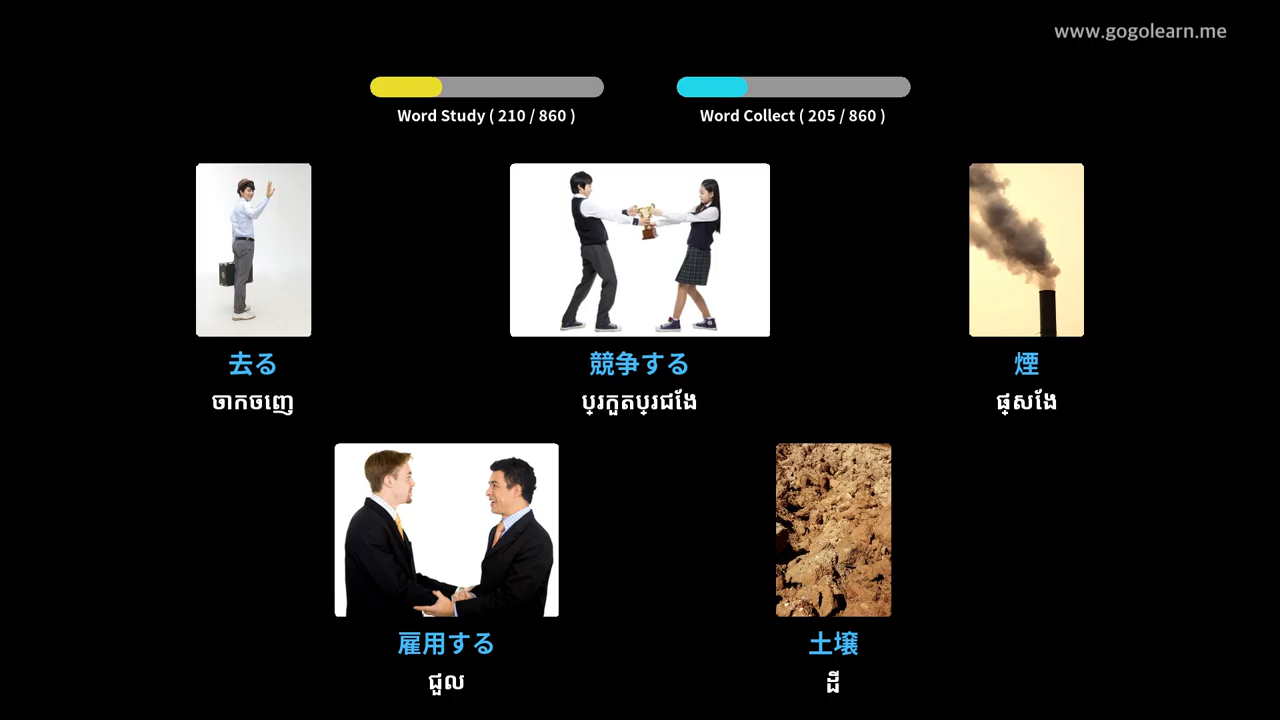 www.gogolearn.me
Word Study ( 210 / 860 )
Word Collect ( 205 / 860 )
去る
競争する
煙
ចាកចញេ
បរ្កួតបរ្ជងែ
ផស្ងែ
雇用する
土壌
ជួល
ដី